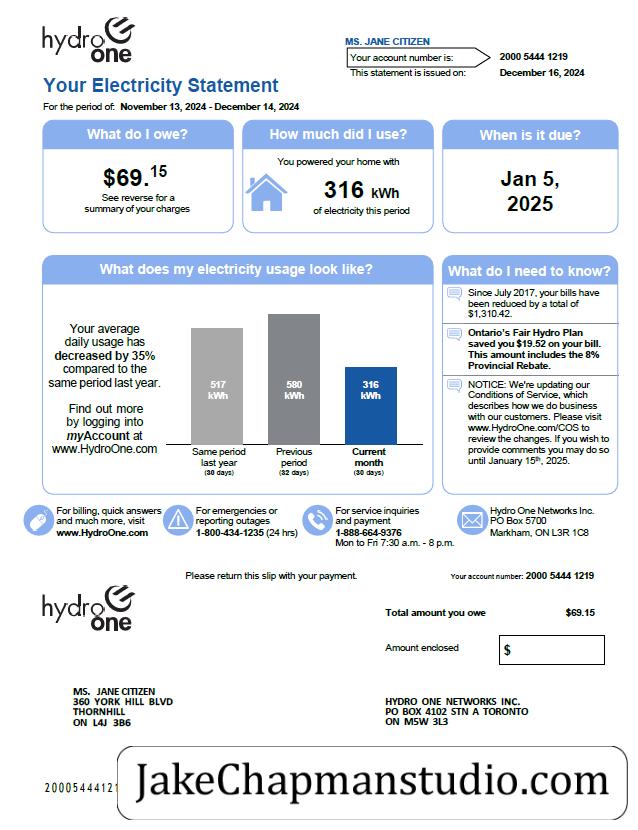 hydro
one
MS. JANE CITIZEN
Your account number is: 2000 5444 1219
This statement is issued on: December 16, 2024
Your Electricity Statement
For the period of: November 13, 2024 - December 14, 2024
What do I owe?
$69.15
See reverse for a
summary of your charges
How much did I use?
You powered your home with
316 kWh
of electricity this period
When is it due?
Jan 5,
2025
What does my electricity usage look like?
Your average
daily usage has
decreased by 35%
compared to the
same period last year.
Find out more
by logging into
myAccount at
www.HydroOne.com
517
kWh
580
kWh
316
kWh
Same period
last year
(30 days)
Previous
period
(32 days)
Current
month
(30 days)
What do I need to know?
Since July 2017, your bills have
been reduced by a total of
$1,310.42.
Ontario's Fair Hydro Plan
saved you $19.52 on your bill.
This amount includes the 8%
Provincial Rebate.
NOTICE: We're updating our
Conditions of Service, which
describes how we do business
with our customers. Please visit
www.HydroOne.com/COS to
review the changes. If you wish to
provide comments you may do so
until January 15th, 2025.
For billing, quick answers
and much more, visit
www.HydroOne.com
For emergencies or
reporting outages
1-800-434-1235 (24 hrs)
For service inquiries
and payment
1-888-664-9376
Mon to Fri 7:30 a.m. - 8 p.m.
Hydro One Networks Inc.
PO Box 5700
Markham, ON L3R 1C8
Please return this slip with your payment.
Your account number: 2000 5444 1219
hydro
one
Total amount you owe $69.15
Amount enclosed $
MS. JANE CITIZEN
360 YORK HILL BLVD
THORNHILL
ON L4J 3B6
HYDRO ONE NETWORKS INC.
PO BOX 4102 STN A TORONTO
ON M5W 3L3
20005444121
JakeChapmanstudio.com